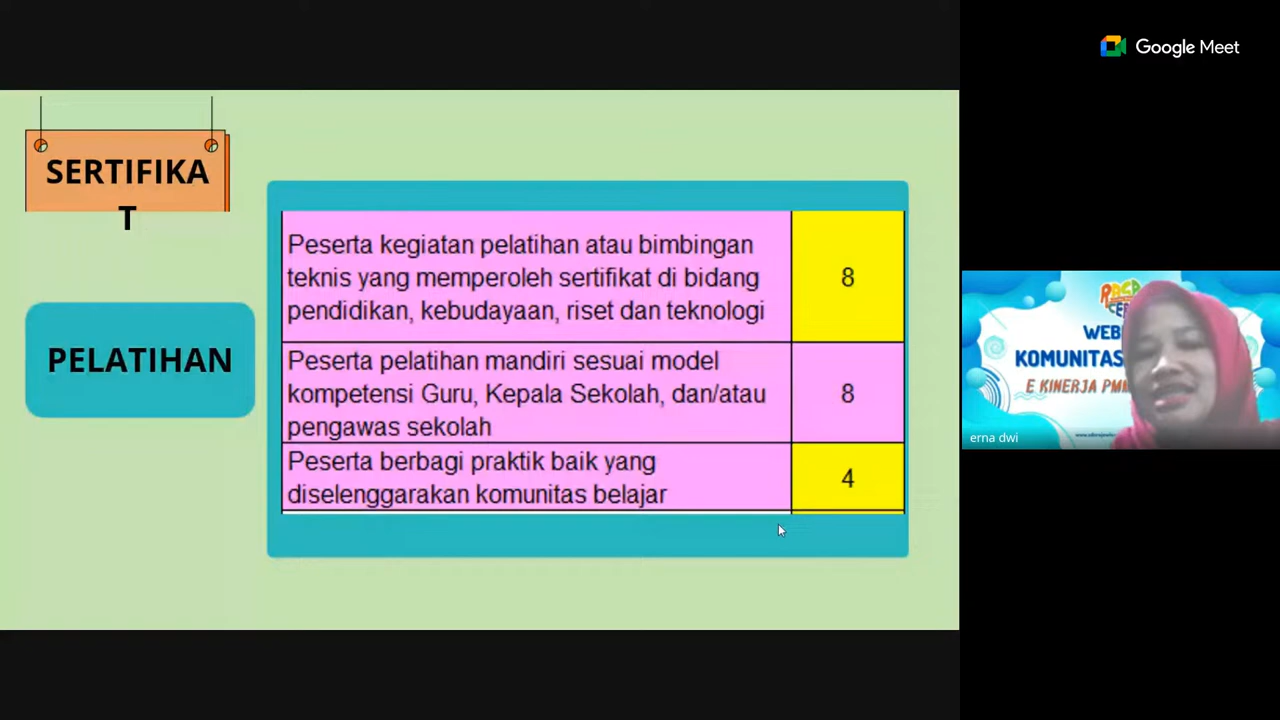 Google Meet
SERTIFIKA
T
PELATIHAN
Peserta kegiatan pelatihan atau bimbingan
teknis yang memperoleh sertifikat di bidang
pendidikan, kebudayaan, riset dan teknologi
8
Peserta pelatihan mandiri sesuai model
kompetensi Guru, Kepala Sekolah, dan/atau
pengawas sekolah
8
Peserta berbagi praktik baik yang
diselenggarakan komunitas belajar
4
WEB
KOMUNITAS
E KINERJA PM
erna dwi